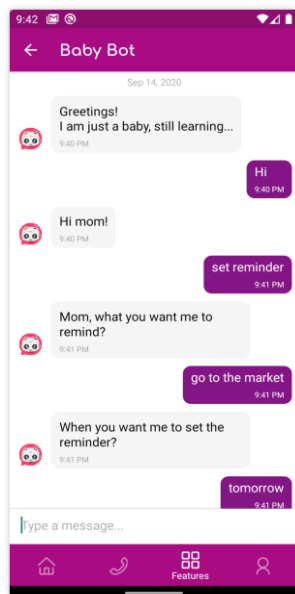 9:42
Baby Bot
Sep 14, 2020
Greetings!
I am just a baby, still learning...
9:40 PM
Hi
9:40 PM
Hi mom!
9:40 PM
set reminder
9:41 PM
Mom, what you want me to
remind?
9:41 PM
go to the market
9:41 PM
When you want me to set the
reminder?
9:41 PM
tomorrow
9:41 PM
Type a message...
Features